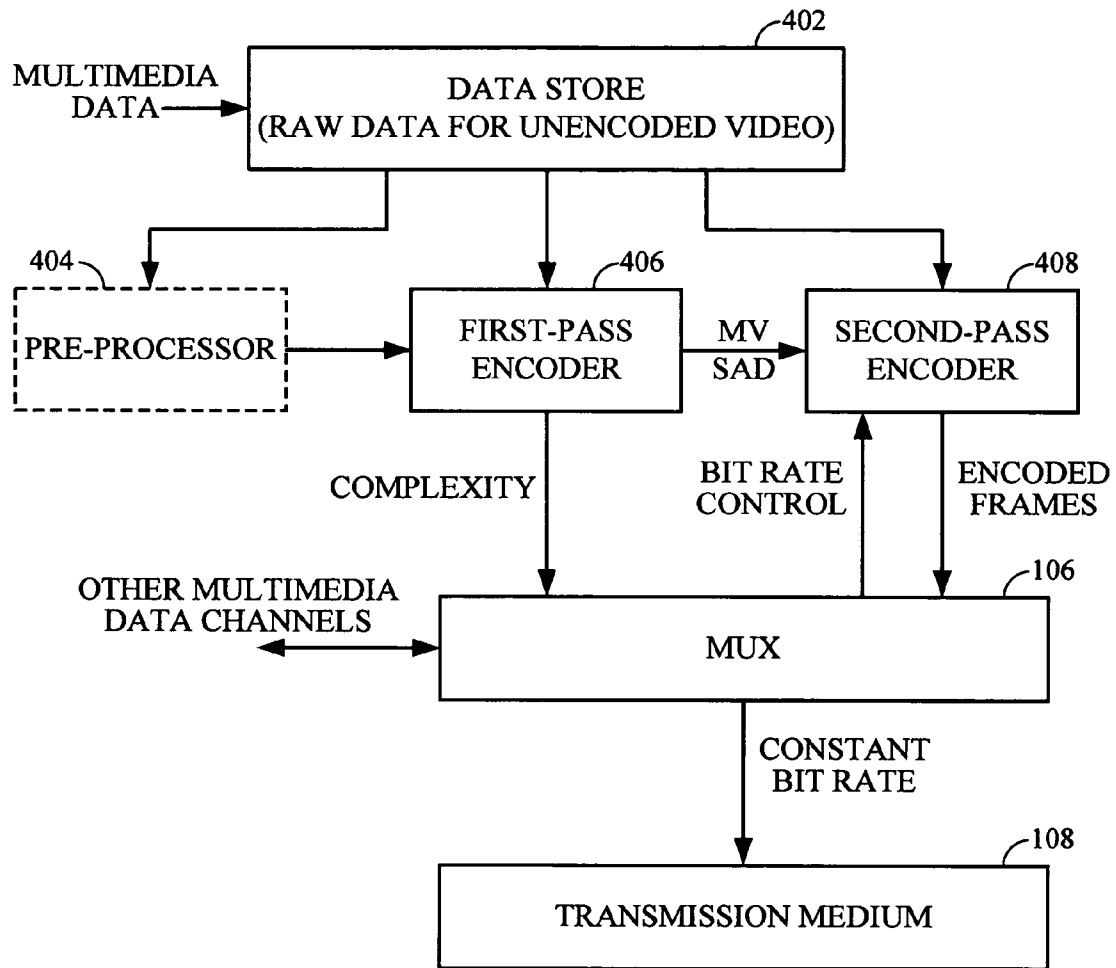 402
MULTIMEDIA
DATA
DATA STORE
(RAW DATA FOR UNENCODED VIDEO)
404
406
408
PRE-PROCESSOR
FIRST-PASS
ENCODER
MV
SAD
SECOND-PASS
ENCODER
COMPLEXITY
BIT RATE
CONTROL
ENCODED
FRAMES
106
OTHER MULTIMEDIA
DATA CHANNELS
MUX
CONSTANT
BIT RATE
108
TRANSMISSION MEDIUM